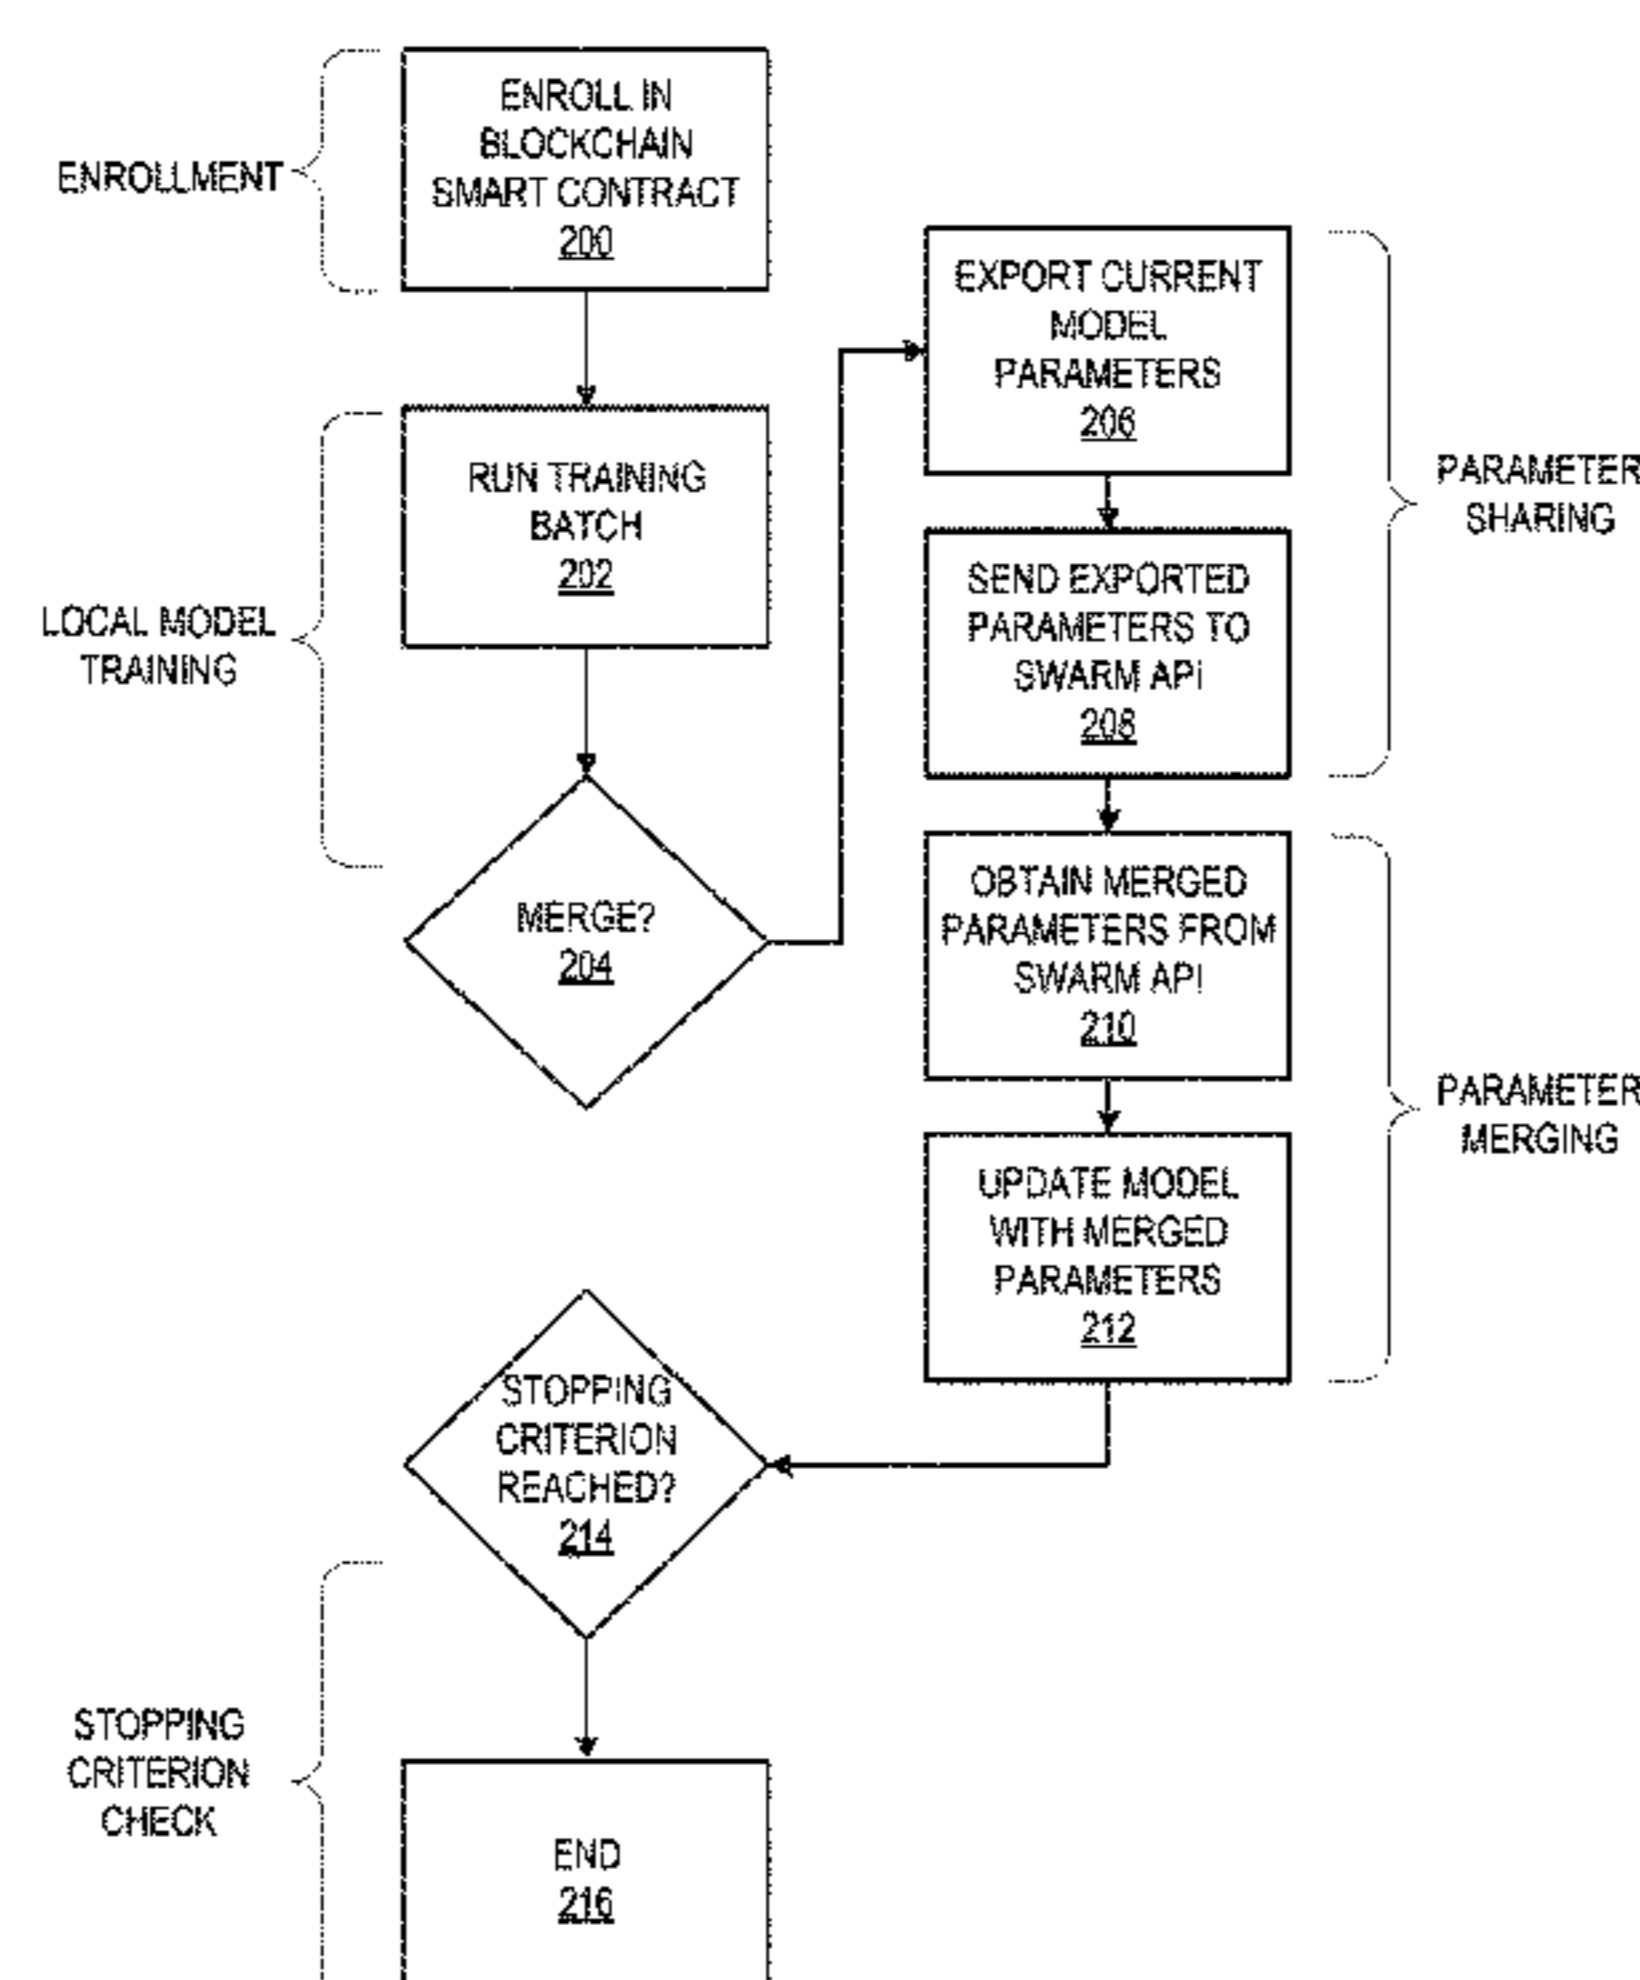 ENROLLMENT
ENROLL IN
BLOCKCHAIN
SMART CONTRACT
200
LOCAL MODEL
TRAINING
RUN TRAINING
BATCH
202
MERGE?
204
EXPORT CURRENT
MODEL
PARAMETERS
206
SEND EXPORTED
PARAMETERS TO
SWARM API
208
PARAMETER
SHARING
OBTAIN MERGED
PARAMETERS FROM
SWARM API
210
UPDATE MODEL
WITH MERGED
PARAMETERS
212
PARAMETER
MERGING
STOPPING
CRITERION
REACHED?
214
STOPPING
CRITERION
CHECK
END
216